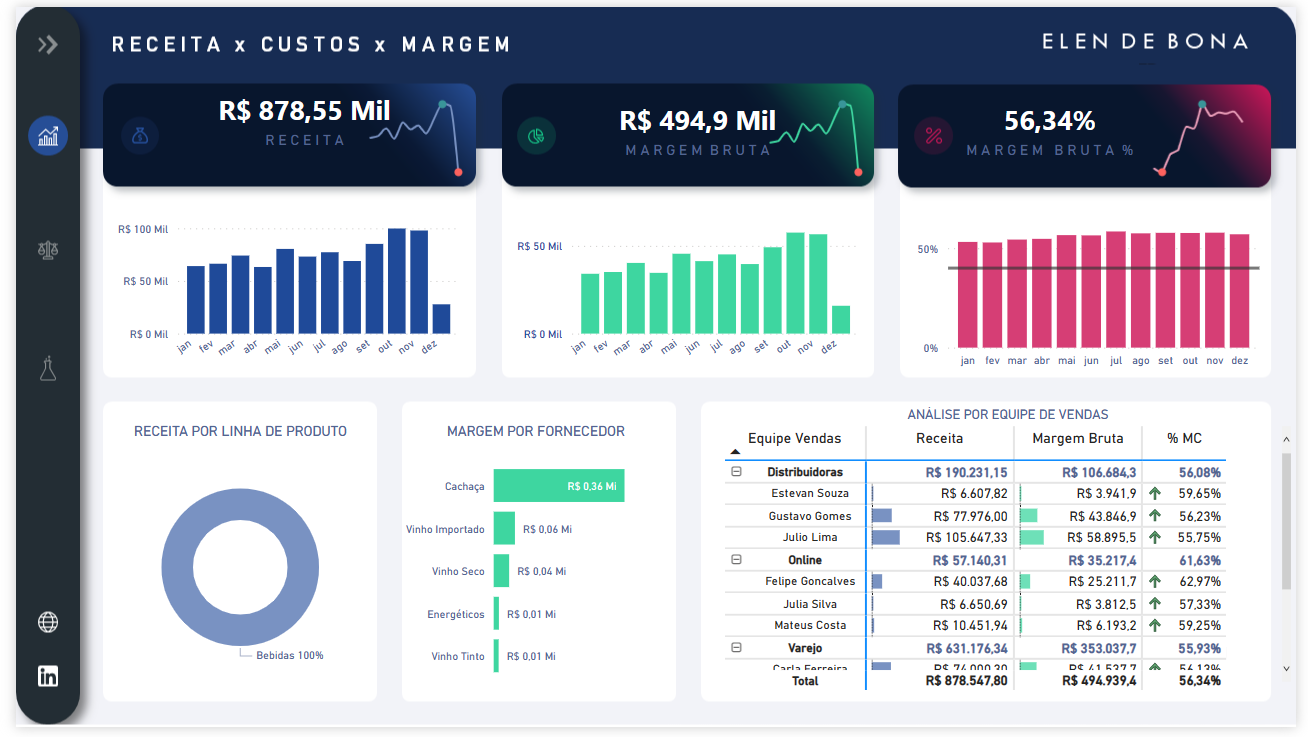 RECEITA x CUSTOS x MARGEM
ELEN DE BONA
R$ 878,55 Mil
RECEITA
R$ 494,9 Mil
MARGEM BRUTA
56,34%
MARGEM BRUTA %
R$ 100 Mil
R$ 50 Mil
R$ 0 Mil
jan fev mar abr mai jun jul ago set out nov dez
R$ 50 Mil
R$ 0 Mil
jan fev mar abr mai jun jul ago set out nov dez
50%
0%
jan fev mar abr mai jun jul ago set out nov dez
RECEITA POR LINHA DE PRODUTO
Bebidas 100%
MARGEM POR FORNECEDOR
Cachaça R$ 0,36 Mi
Vinho Importado R$ 0,06 Mi
Vinho Seco R$ 0,04 Mi
Energéticos R$ 0,01 Mi
Vinho Tinto R$ 0,01 Mi
ANÁLISE POR EQUIPE DE VENDAS
Equipe Vendas Receita Margem Bruta % MC
Distribuidoras R$ 190.231,15 R$ 106.684,3 56,08%
Estevan Souza R$ 6.607,82 R$ 3.941,9 59,65%
Gustavo Gomes R$ 77.976,00 R$ 43.846,9 56,23%
Julio Lima R$ 105.647,33 R$ 58.895,5 55,75%
Online R$ 57.140,31 R$ 35.217,4 61,63%
Felipe Goncalves R$ 40.037,68 R$ 25.211,7 62,97%
Julia Silva R$ 6.650,69 R$ 3.812,5 57,33%
Mateus Costa R$ 10.451,94 R$ 6.193,2 59,25%
Varejo R$ 631.176,34 R$ 353.037,7 55,93%
Carla Ferreira R$ 74.000,30 R$ 41.537,7 56,13%
Total R$ 878.547,80 R$ 494.939,4 56,34%
in